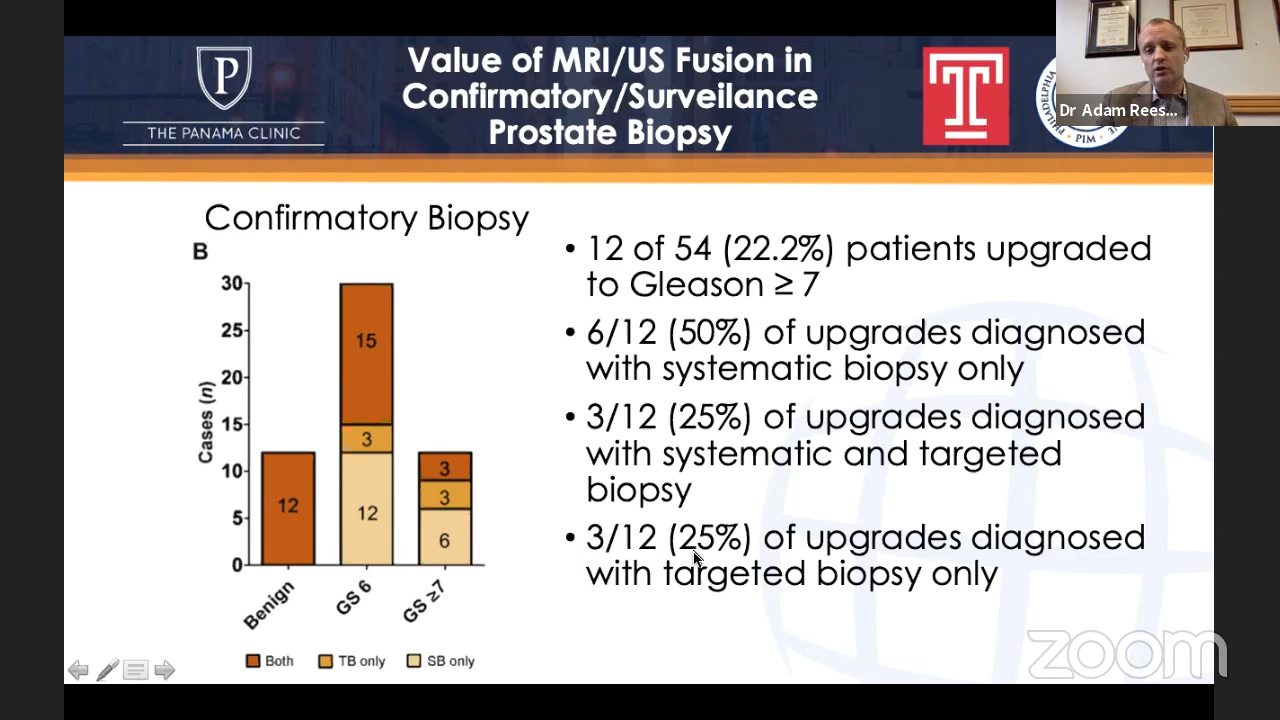 Value of MRI/US Fusion in
Confirmatory/Surveilance
Prostate Biopsy
P
THE PANAMA CLINIC
T
PHILADELPHIA
PIM
Dr Adam Rees...
Confirmatory Biopsy
B
30
25
20
15
10
5
0
Cases (n)
12
15
3
12
3
3
6
Benign
GS 6
GS ≥7
Both
TB only
SB only
• 12 of 54 (22.2%) patients upgraded
to Gleason ≥ 7
• 6/12 (50%) of upgrades diagnosed
with systematic biopsy only
• 3/12 (25%) of upgrades diagnosed
with systematic and targeted
biopsy
• 3/12 (25%) of upgrades diagnosed
with targeted biopsy only
zoom